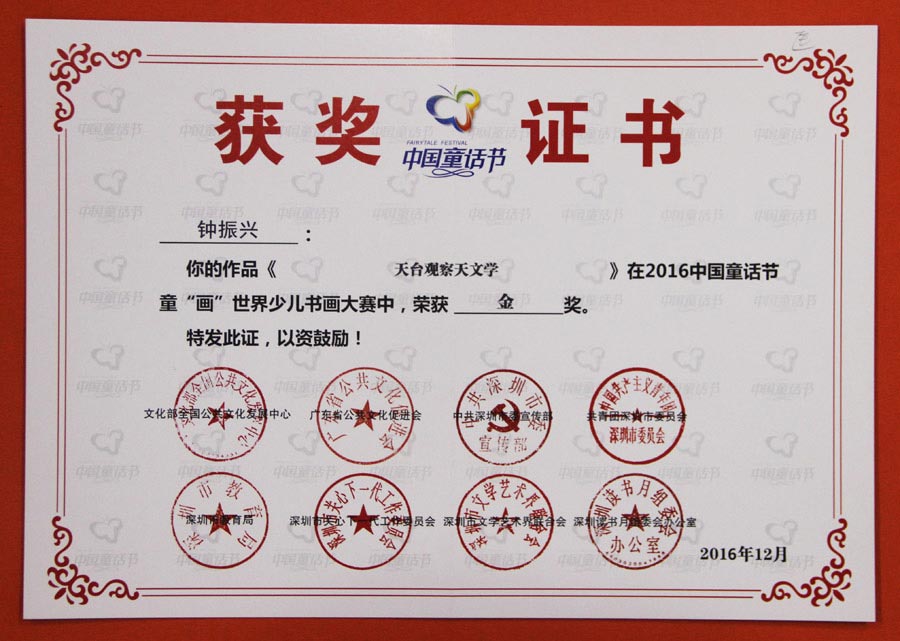 获奖
FAIRYTALE FESTIVAL
中国童话节
证书
钟振兴：
你的作品《天台观察天文学》在2016中国童话节
童“画”世界少儿书画大赛中，荣获金奖。
特发此证，以资鼓励！
文化部全国公共文化发展中心
广东省公共文化促进会
中共深圳市委宣传部
共青团深圳市委员会
深圳市教育局
深圳市关心下一代工作委员会
深圳市文学艺术界联合会
深圳读书月组委会办公室
2016年12月